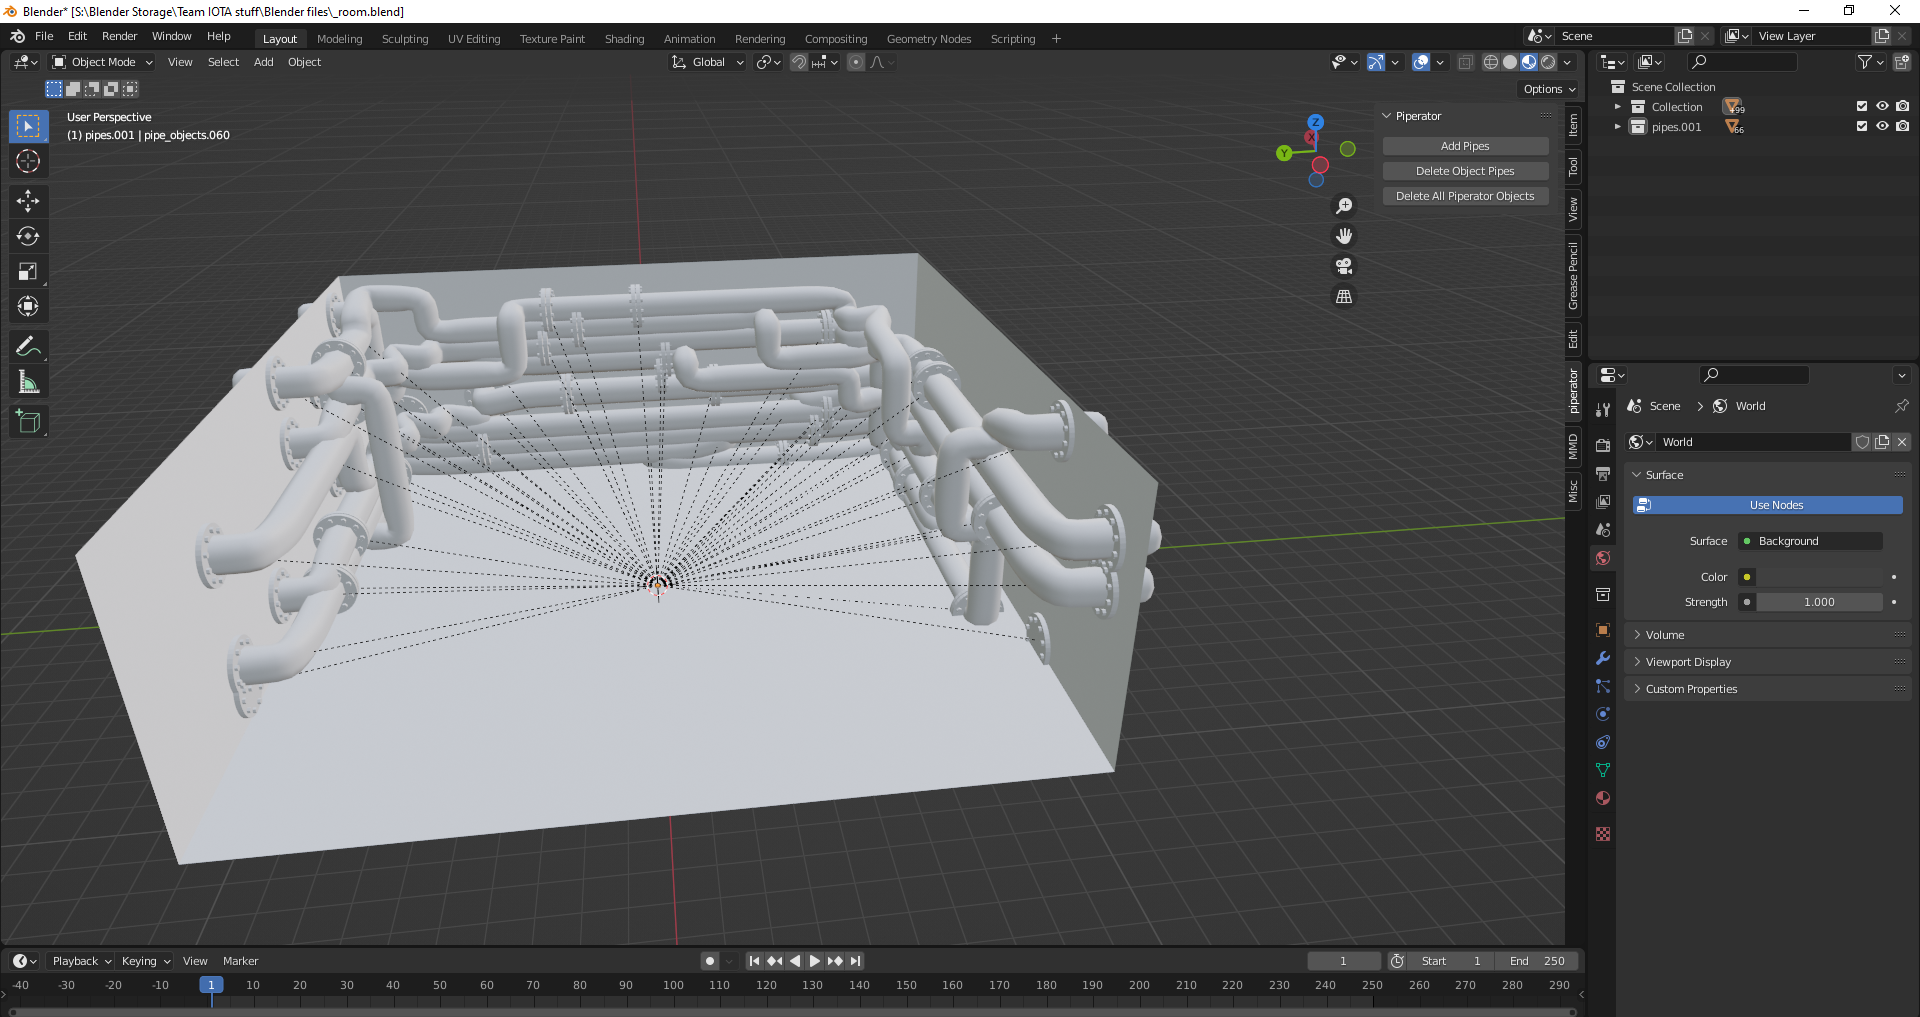 Blender* [S:\Blender Storage\Team IOTA stuff\Blender files\_room.blend]
File Edit Render Window Help Layout Modeling Sculpting UV Editing Texture Paint Shading Animation Rendering Compositing Geometry Nodes Scripting + Scene View Layer
Object Mode View Select Add Object Global
Options
User Perspective
(1) pipes.001 | pipe_objects.060
Z
X
Y
Piperator
Add Pipes
Delete Object Pipes
Delete All Piperator Objects
Item
Tool
View
Grease Pencil
Edit
piperator
MMD
Misc
Scene Collection
Collection +99
pipes.001 66
Scene > World
World
Surface
Use Nodes
Surface Background
Color
Strength 1.000
Volume
Viewport Display
Custom Properties
Playback Keying View Marker 1 Start 1 End 250
-40 -30 -20 -10 1 10 20 30 40 50 60 70 80 90 100 110 120 130 140 150 160 170 180 190 200 210 220 230 240 250 260 270 280 290